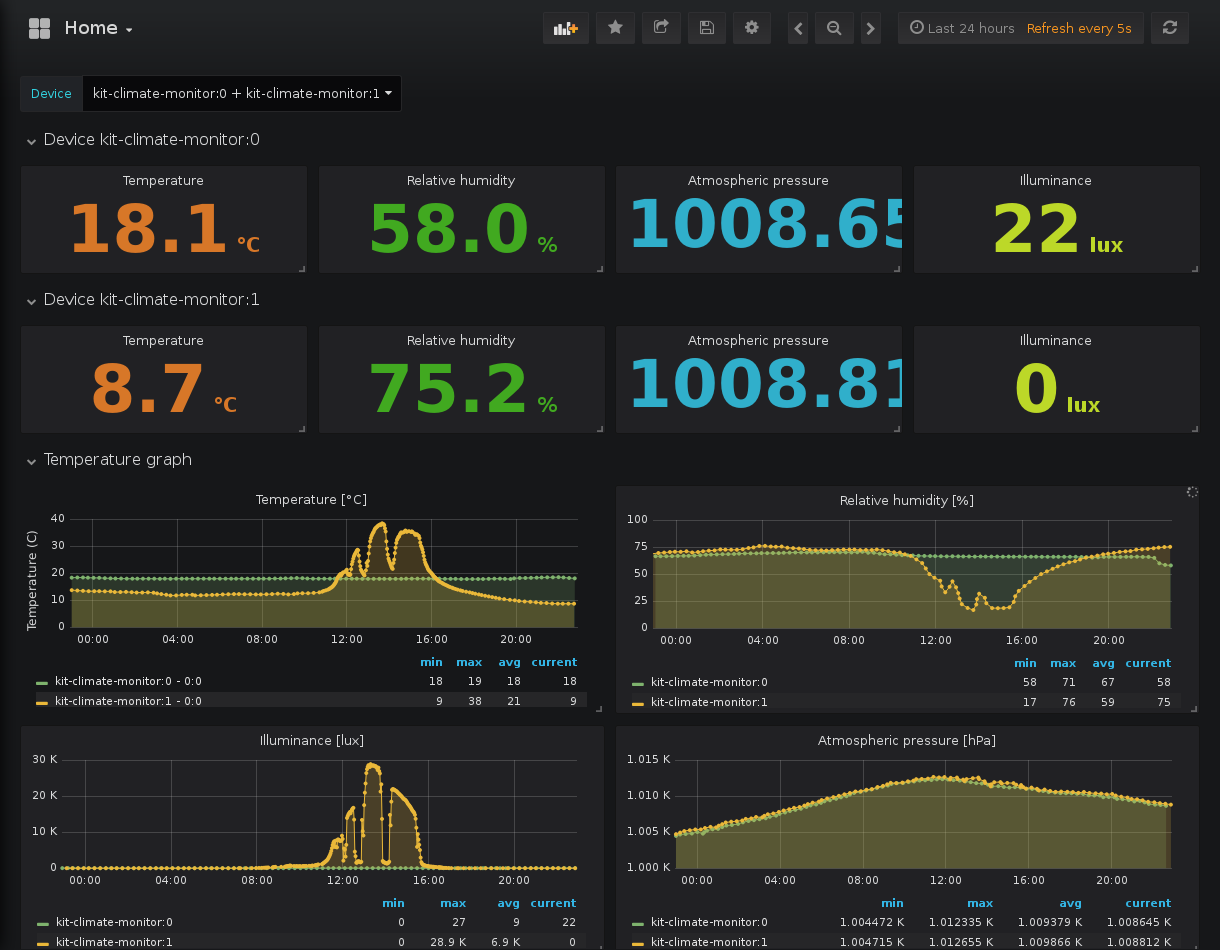 Home
Last 24 hours Refresh every 5s
Device kit-climate-monitor:0 + kit-climate-monitor:1
Device kit-climate-monitor:0
Temperature Relative humidity Atmospheric pressure Illuminance
18.1 °C 58.0 % 1008.65 22 lux
Device kit-climate-monitor:1
Temperature Relative humidity Atmospheric pressure Illuminance
8.7 °C 75.2 % 1008.81 0 lux
Temperature graph
Temperature [°C]
Temperature (C)
40
30
20
10
0
00:00 04:00 08:00 12:00 16:00 20:00
min max avg current
kit-climate-monitor:0 - 0:0 18 19 18 18
kit-climate-monitor:1 - 0:0 9 38 21 9
Relative humidity [%]
100
75
50
25
0
00:00 04:00 08:00 12:00 16:00 20:00
min max avg current
kit-climate-monitor:0 58 71 67 58
kit-climate-monitor:1 17 76 59 75
Illuminance [lux]
30 K
20 K
10 K
0
00:00 04:00 08:00 12:00 16:00 20:00
min max avg current
kit-climate-monitor:0 0 27 9 22
kit-climate-monitor:1 0 28.9 K 6.9 K 0
Atmospheric pressure [hPa]
1.015 K
1.010 K
1.005 K
1.000 K
00:00 04:00 08:00 12:00 16:00 20:00
min max avg current
kit-climate-monitor:0 1.004472 K 1.012335 K 1.009379 K 1.008645 K
kit-climate-monitor:1 1.004715 K 1.012655 K 1.009866 K 1.008812 K